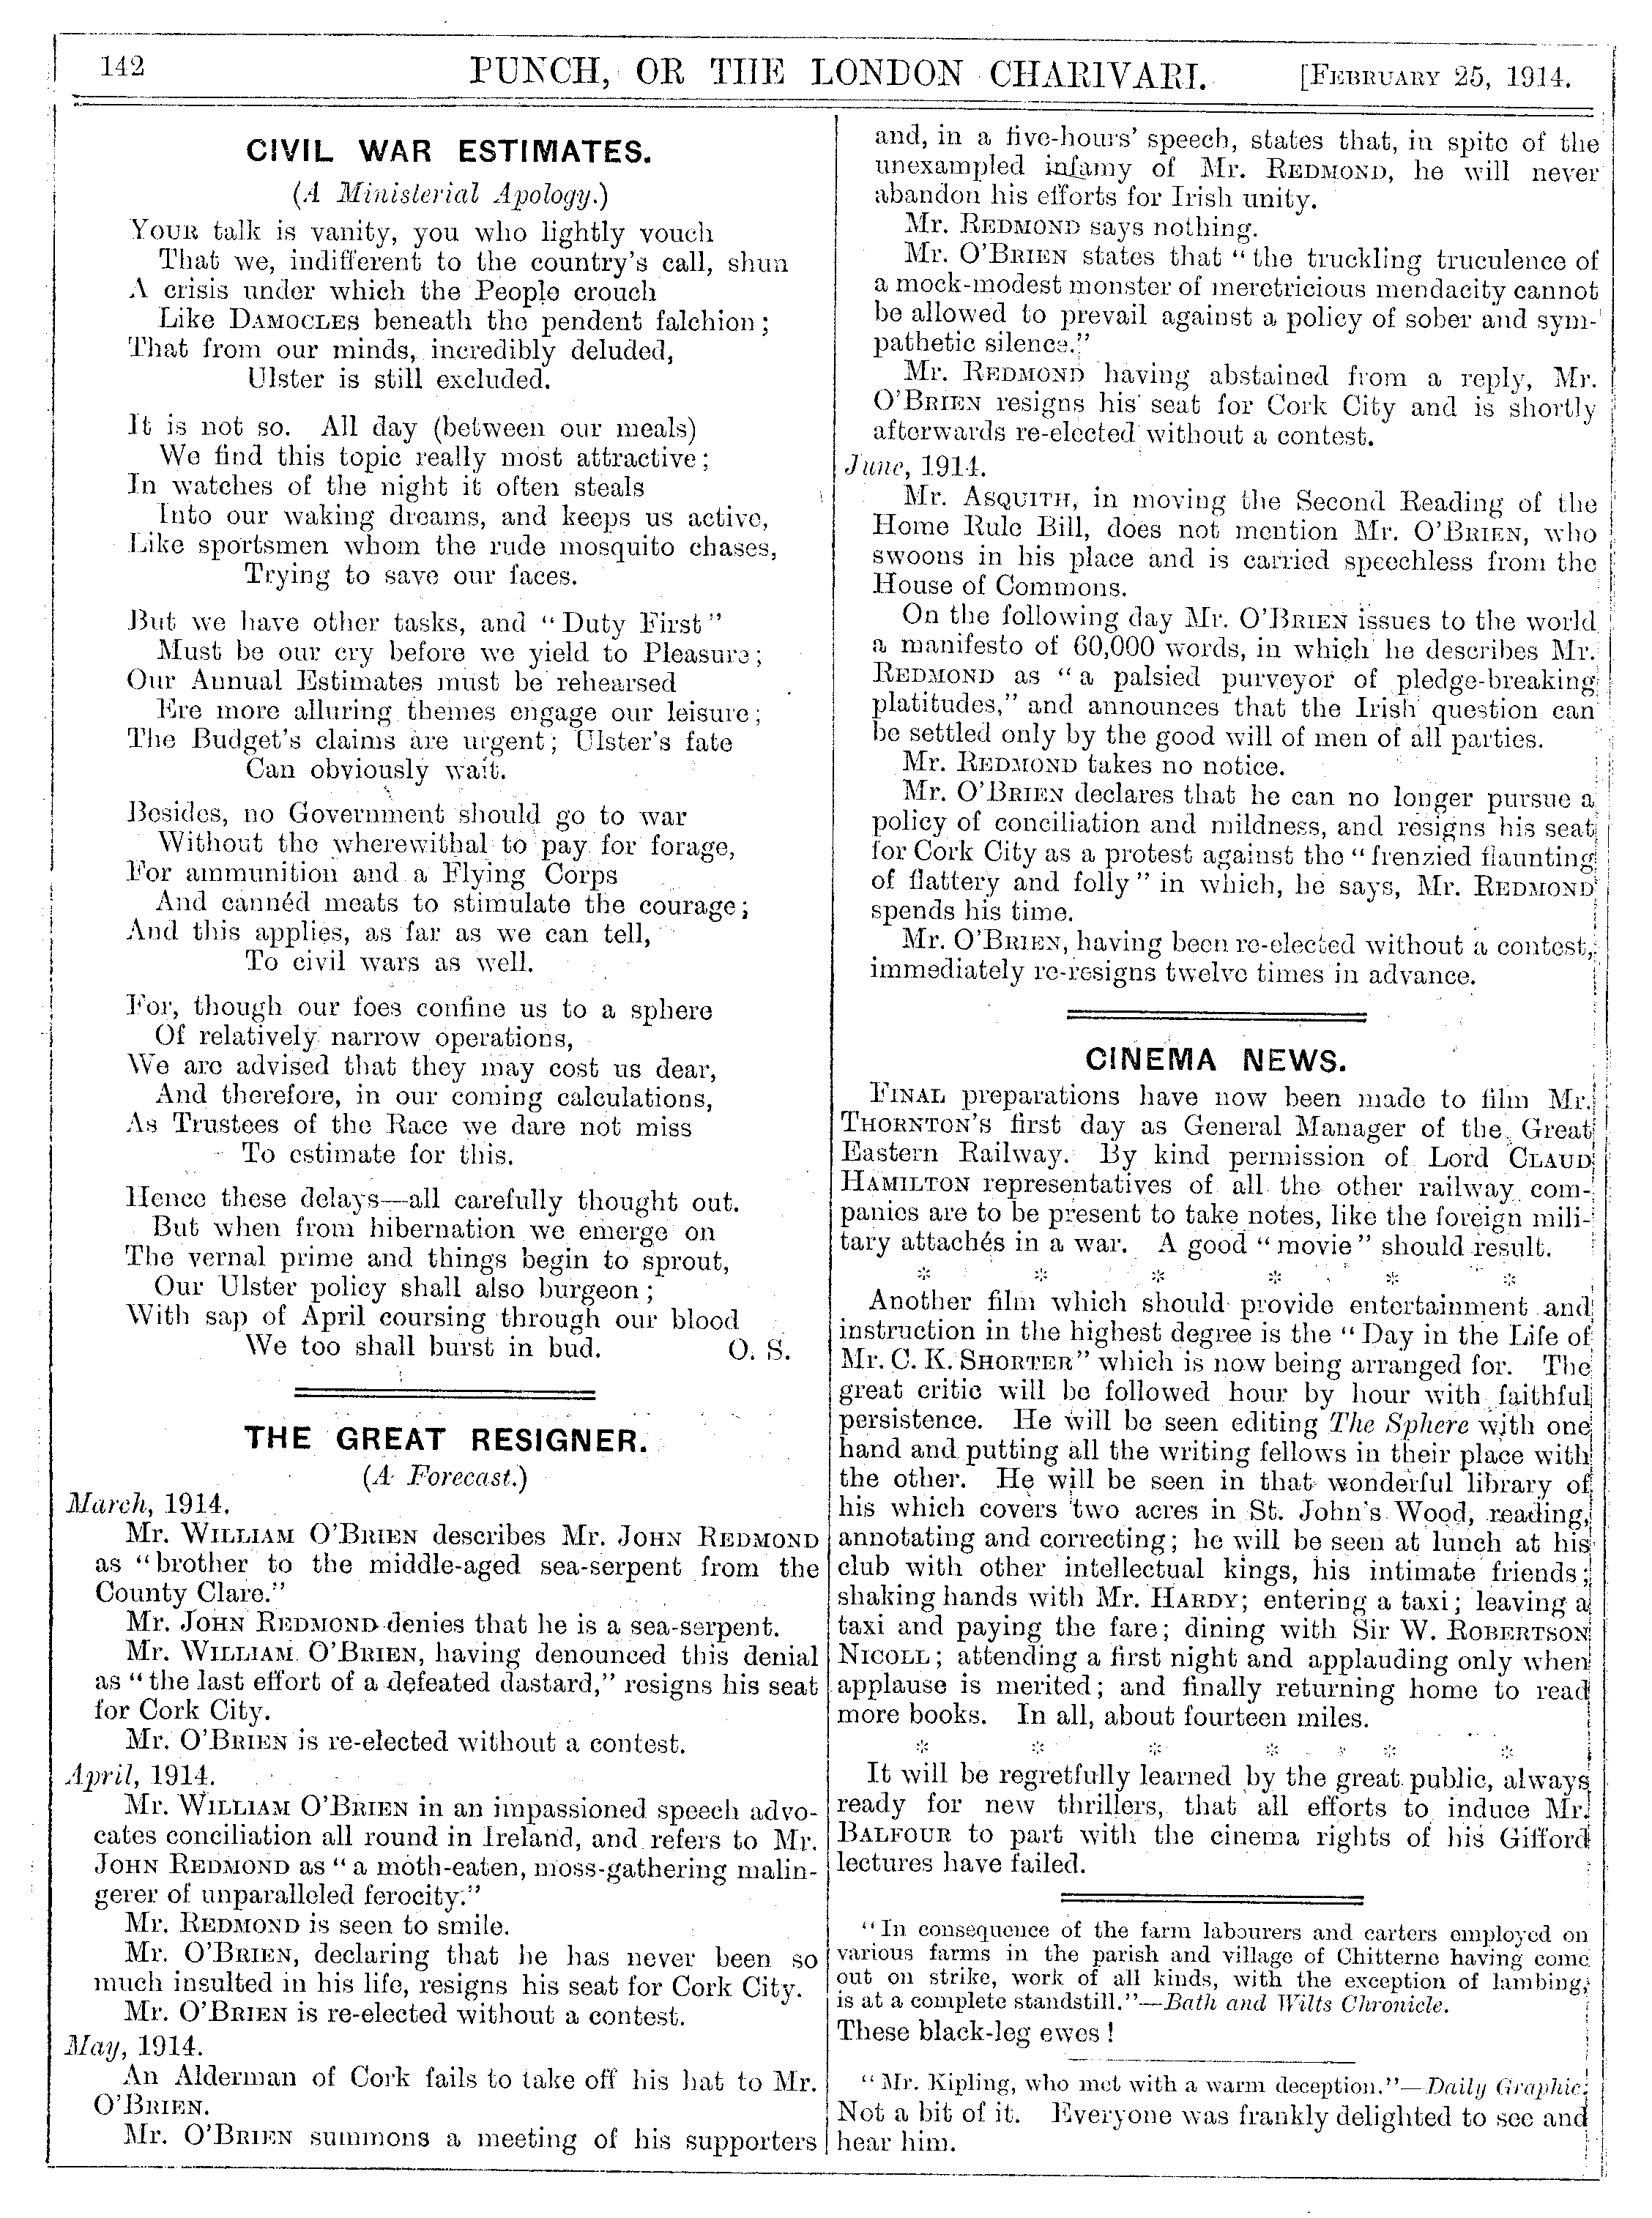 142
PUNCH, OR THE LONDON CHARIVARI.
[FEBRUARY 25, 1914.
CIVIL WAR ESTIMATES.
(A Ministerial Apology.)
YOUR talk is vanity, you who lightly vouch
That we, indifferent to the country's call, shun
A crisis under which the People crouch
Like DAMOCLES beneath the pendent falchion;
That from our minds, incredibly deluded,
Ulster is still excluded.
It is not so. All day (between our meals)
We find this topic really most attractive;
In watches of the night it often steals
Into our waking dreams, and keeps us active,
Like sportsmen whom the rude mosquito chases,
Trying to save our faces.
But we have other tasks, and "Duty First"
Must be our cry before we yield to Pleasure;
Our Annual Estimates must be rehearsed
Ere more alluring themes engage our leisure;
The Budget's claims are urgent; Ulster's fate
Can obviously wait.
Besides, no Government should go to war
Without the wherewithal to pay for forage,
For ammunition and a Flying Corps
And cannéd meats to stimulate the courage;
And this applies, as far as we can tell,
To civil wars as well.
For, though our foes confine us to a sphere
Of relatively narrow operations,
We are advised that they may cost us dear,
And therefore, in our coming calculations,
As Trustees of the Race we dare not miss
To estimate for this.
Hence these delays—all carefully thought out.
But when from hibernation we emerge on
The vernal prime and things begin to sprout,
Our Ulster policy shall also burgeon;
With sap of April coursing through our blood
We too shall burst in bud. O. S.
THE GREAT RESIGNER.
(A Forecast.)
March, 1914.
Mr. WILLIAM O'BRIEN describes Mr. JOHN REDMOND
as "brother to the middle-aged sea-serpent from the
County Clare."
Mr. JOHN REDMOND denies that he is a sea-serpent.
Mr. WILLIAM O'BRIEN, having denounced this denial
as "the last effort of a defeated dastard," resigns his seat
for Cork City.
Mr. O'BRIEN is re-elected without a contest.
April, 1914.
Mr. WILLIAM O'BRIEN in an impassioned speech advo-
cates conciliation all round in Ireland, and refers to Mr.
JOHN REDMOND as "a moth-eaten, moss-gathering malin-
gerer of unparalleled ferocity."
Mr. REDMOND is seen to smile.
Mr. O'BRIEN, declaring that he has never been so
much insulted in his life, resigns his seat for Cork City.
Mr. O'BRIEN is re-elected without a contest.
May, 1914.
An Alderman of Cork fails to take off his hat to Mr.
O'BRIEN.
Mr. O'BRIEN summons a meeting of his supporters
and, in a five-hours' speech, states that, in spite of the
unexampled infamy of Mr. REDMOND, he will never
abandon his efforts for Irish unity.
Mr. REDMOND says nothing.
Mr. O'BRIEN states that "the truckling truculence of
a mock-modest monster of meretricious mendacity cannot
be allowed to prevail against a policy of sober and sym-
pathetic silence."
Mr. REDMOND having abstained from a reply, Mr.
O'BRIEN resigns his seat for Cork City and is shortly
afterwards re-elected without a contest.
June, 1914.
Mr. ASQUITH, in moving the Second Reading of the
Home Rule Bill, does not mention Mr. O'BRIEN, who
swoons in his place and is carried speechless from the
House of Commons.
On the following day Mr. O'BRIEN issues to the world
a manifesto of 60,000 words, in which he describes Mr.
REDMOND as "a palsied purveyor of pledge-breaking
platitudes," and announces that the Irish question can
be settled only by the good will of men of all parties.
Mr. REDMOND takes no notice.
Mr. O'BRIEN declares that he can no longer pursue a
policy of conciliation and mildness, and resigns his seat
for Cork City as a protest against the "frenzied flaunting
of flattery and folly" in which, he says, Mr. REDMOND
spends his time.
Mr. O'BRIEN, having been re-elected without a contest,
immediately re-resigns twelve times in advance.
CINEMA NEWS.
FINAL preparations have now been made to film Mr.
THORNTON'S first day as General Manager of the Great
Eastern Railway. By kind permission of Lord CLAUD
HAMILTON representatives of all the other railway com-
panies are to be present to take notes, like the foreign mili-
tary attachés in a war. A good "movie" should result.
* * * * * *
Another film which should provide entertainment and
instruction in the highest degree is the "Day in the Life of
Mr. C. K. SHORTER" which is now being arranged for. The
great critic will be followed hour by hour with faithful
persistence. He will be seen editing The Sphere with one
hand and putting all the writing fellows in their place with
the other. He will be seen in that wonderful library of
his which covers two acres in St. John's Wood, reading,
annotating and correcting; he will be seen at lunch at his
club with other intellectual kings, his intimate friends;
shaking hands with Mr. HARDY; entering a taxi; leaving a
taxi and paying the fare; dining with Sir W. ROBERTSON
NICOLL; attending a first night and applauding only when
applause is merited; and finally returning home to read
more books. In all, about fourteen miles.
* * * * * *
It will be regretfully learned by the great public, always
ready for new thrillers, that all efforts to induce Mr.
BALFOUR to part with the cinema rights of his Gifford
lectures have failed.
"In consequence of the farm labourers and carters employed on
various farms in the parish and village of Chitterne having come
out on strike, work of all kinds, with the exception of lambing,
is at a complete standstill."—Bath and Wilts Chronicle.
These black-leg ewes!
"Mr. Kipling, who met with a warm deception."—Daily Graphic.
Not a bit of it. Everyone was frankly delighted to see and
hear him.